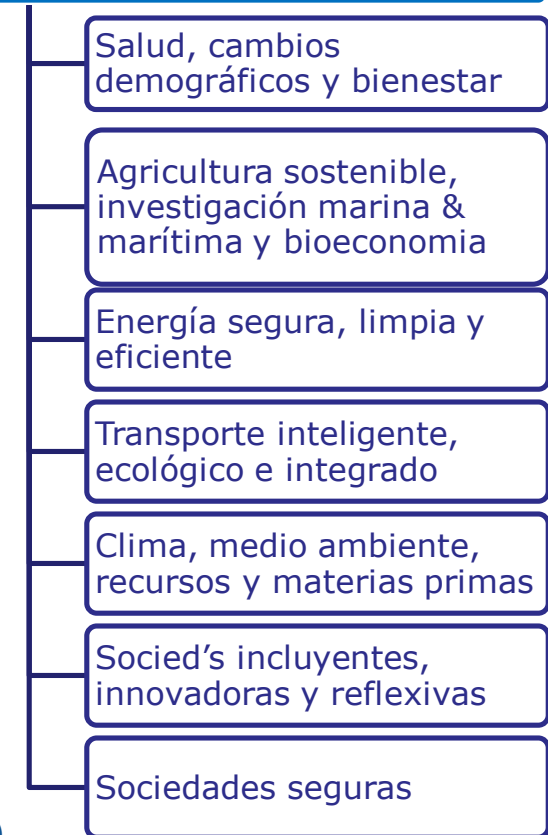 Salud, cambios
demográficos y bienestar
Agricultura sostenible,
investigación marina &
marítima y bioeconomia
Energía segura, limpia y
eficiente
Transporte inteligente,
ecológico e integrado
Clima, medio ambiente,
recursos y materias primas
Socied’s incluyentes,
innovadoras y reflexivas
Sociedades seguras